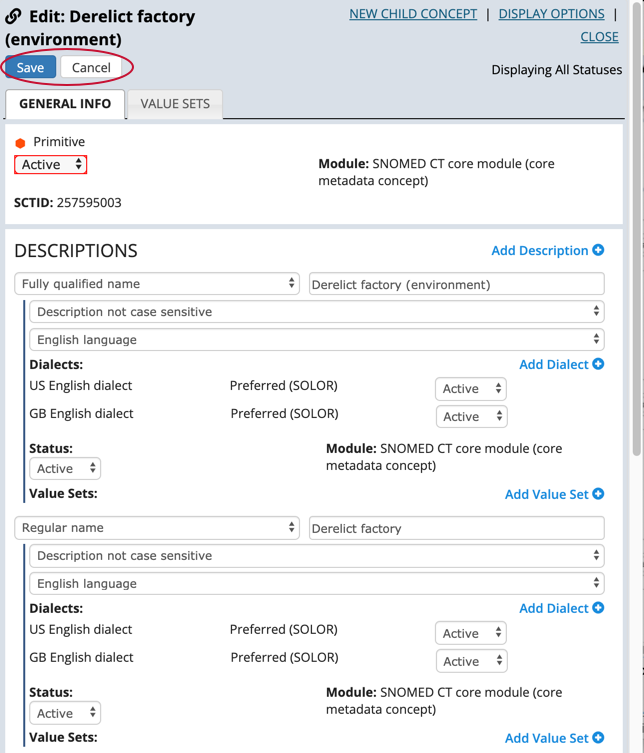 Edit: Derelict factory (environment)
NEW CHILD CONCEPT | DISPLAY OPTIONS |
CLOSE
Save Cancel
Displaying All Statuses
GENERAL INFO VALUE SETS
Primitive
Active
Module: SNOMED CT core module (core
metadata concept)
SCTID: 257595003
DESCRIPTIONS
Add Description
Fully qualified name Derelict factory (environment)
Description not case sensitive
English language
Dialects: Add Dialect
US English dialect Preferred (SOLOR) Active
GB English dialect Preferred (SOLOR) Active
Status: Module: SNOMED CT core module (core
Active metadata concept)
Value Sets: Add Value Set
Regular name Derelict factory
Description not case sensitive
English language
Dialects: Add Dialect
US English dialect Preferred (SOLOR) Active
GB English dialect Preferred (SOLOR) Active
Status: Module: SNOMED CT core module (core
Active metadata concept)
Value Sets: Add Value Set